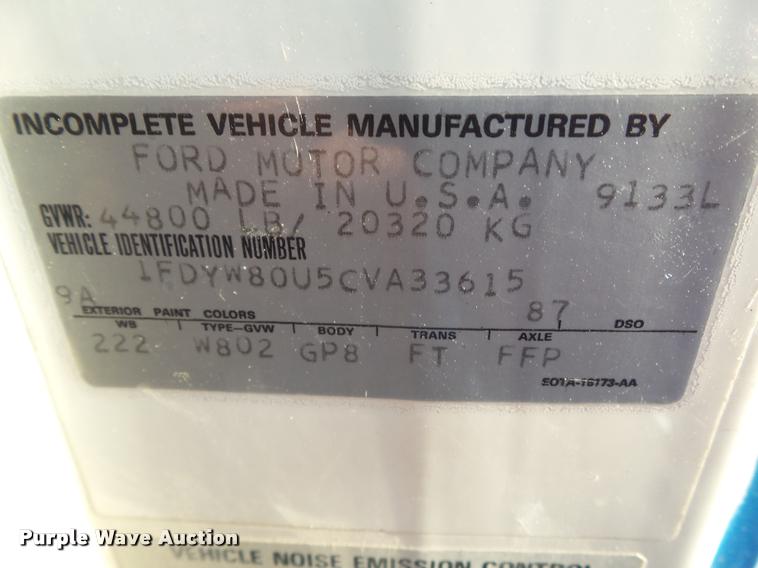 INCOMPLETE VEHICLE MANUFACTURED BY
FORD MOTOR COMPANY
MADE IN U.S.A. 9133L
GVWR: 44800 LB/ 20320 KG
VEHICLE IDENTIFICATION NUMBER
1FDYW80U5CVA33615
9A 87
EXTERIOR PAINT COLORS DSO
WB TYPE-GVW BODY TRANS AXLE
222 W802 GP8 FT FFP
EOTA-16173-AA
Purple Wave Auction
VEHICLE NOISE EMISSION CONTROL